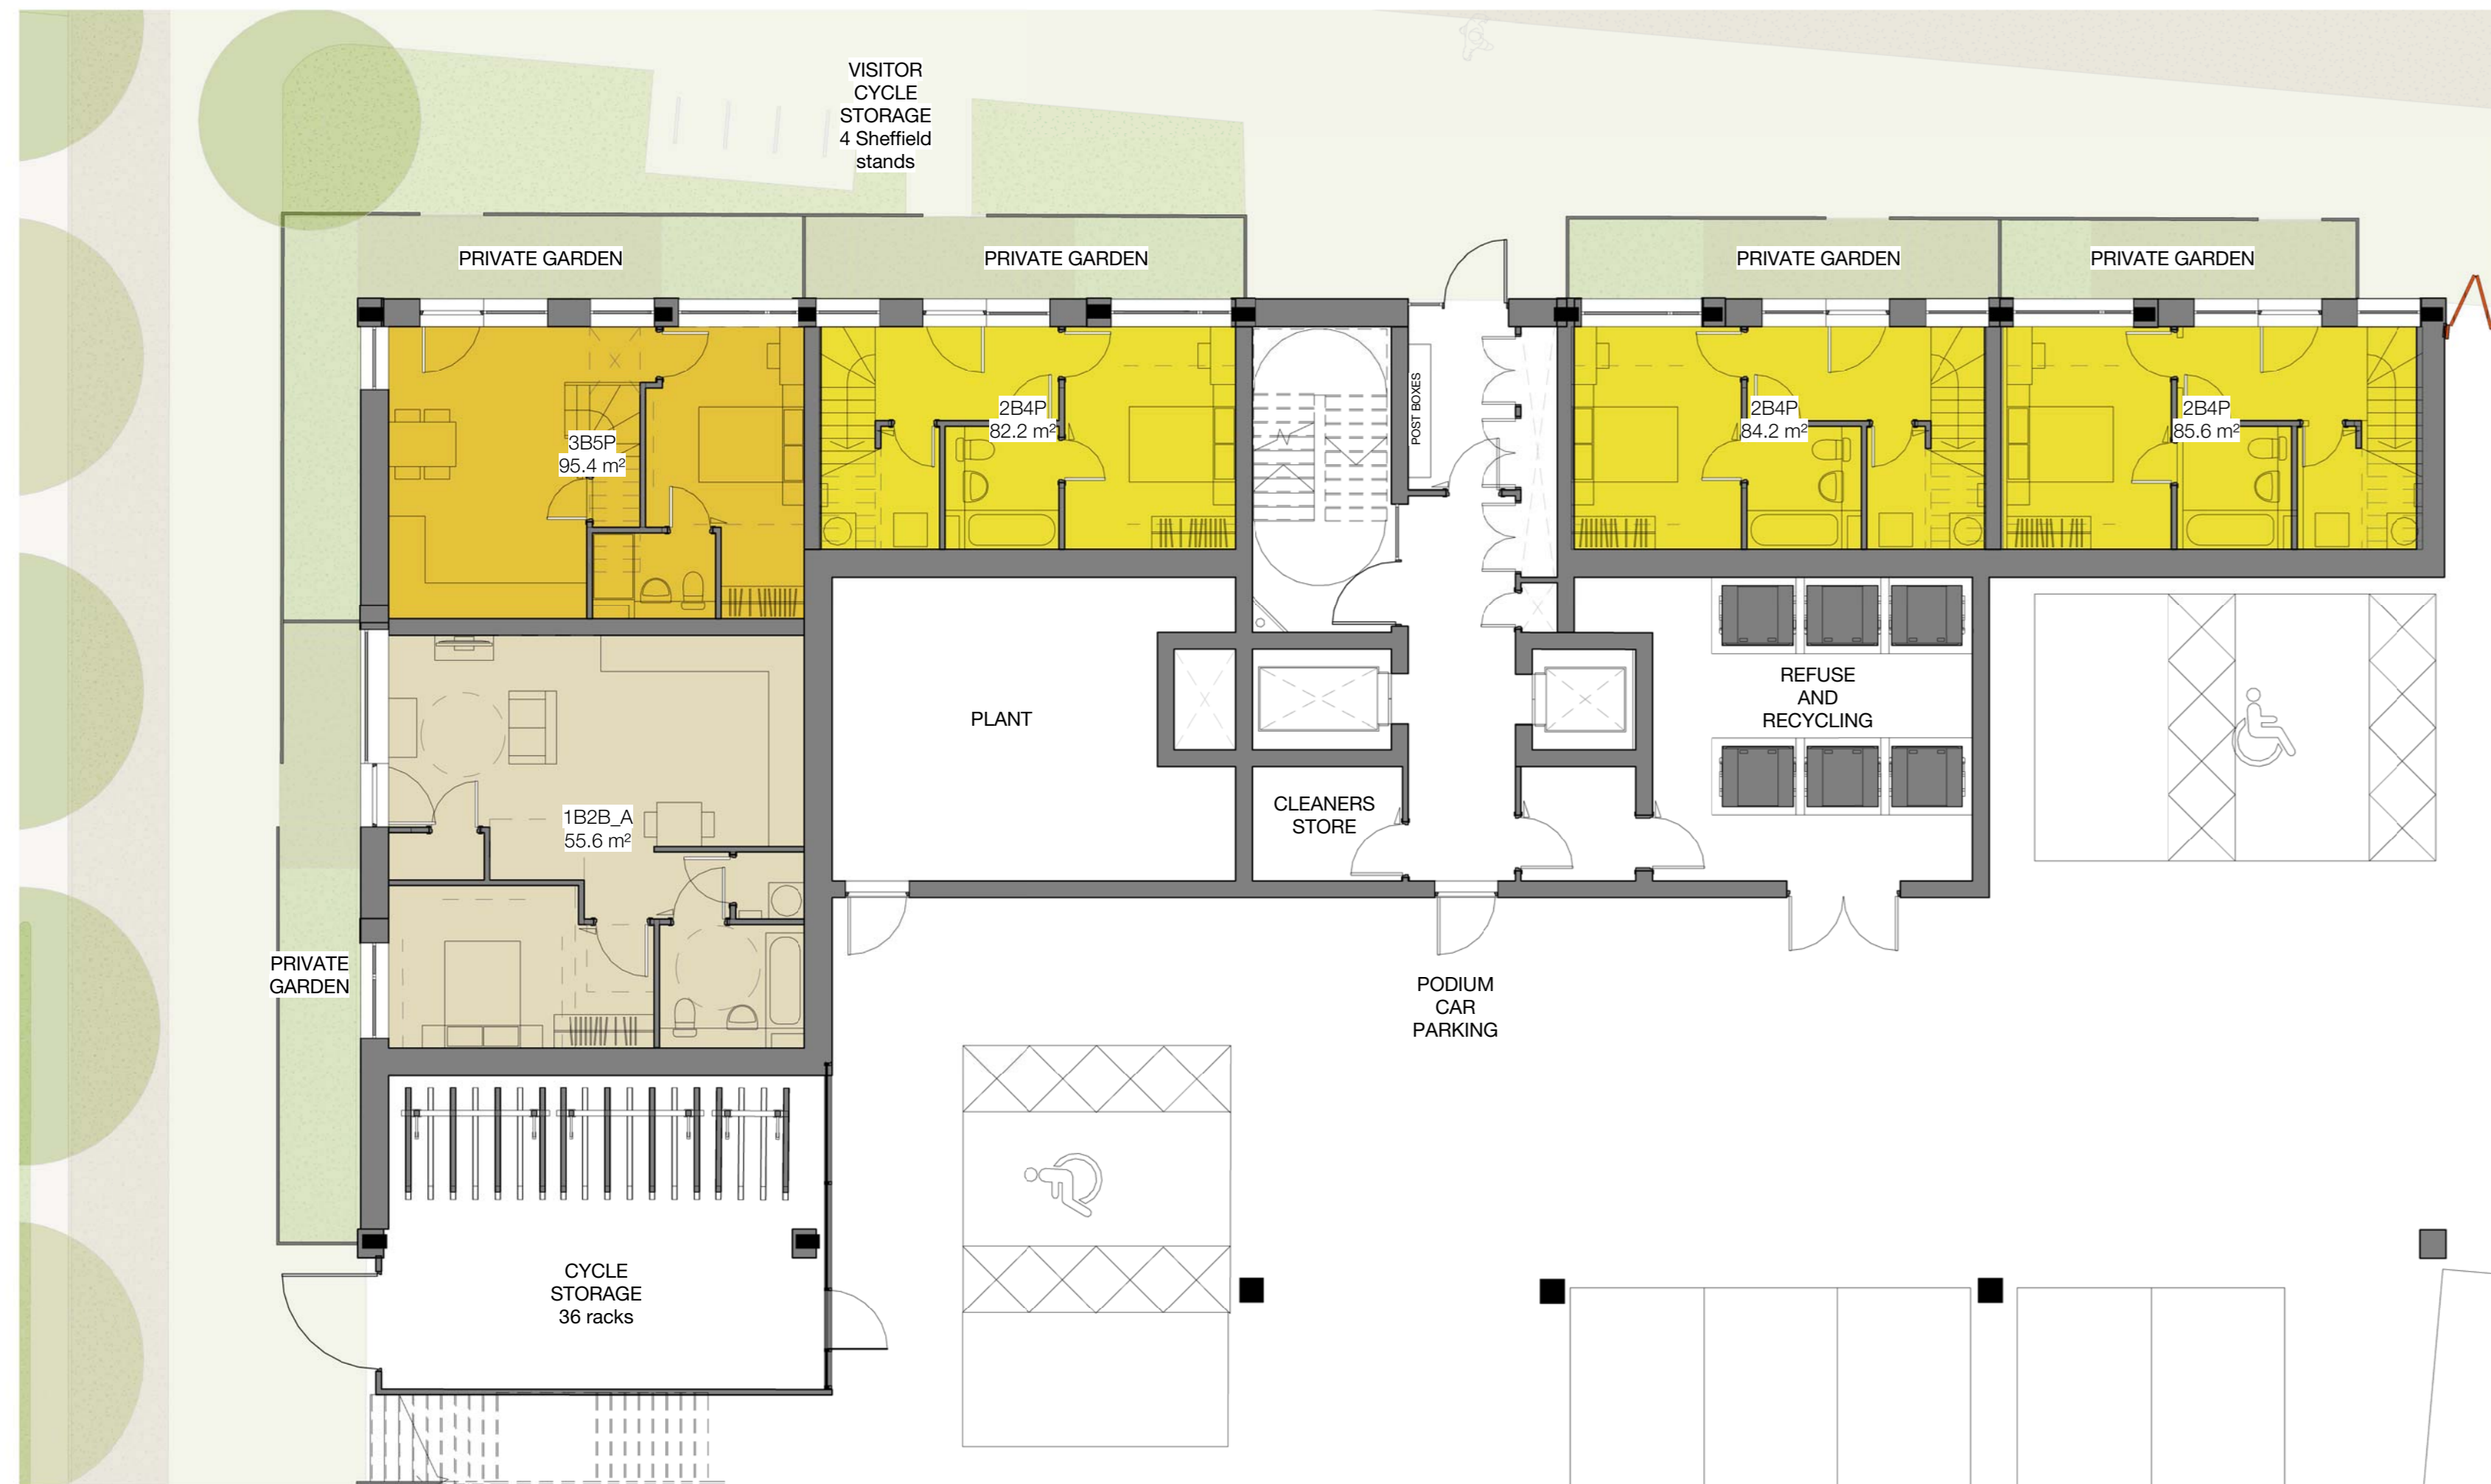 VISITOR
CYCLE
STORAGE
4 Sheffield
stands
PRIVATE GARDEN
PRIVATE GARDEN
PRIVATE GARDEN
PRIVATE GARDEN
3B5P
95.4 m²
2B4P
82.2 m²
POST BOXES
2B4P
84.2 m²
2B4P
85.6 m²
PLANT
REFUSE
AND
RECYCLING
1B2B_A
55.6 m²
CLEANERS
STORE
PRIVATE
GARDEN
PODIUM
CAR
PARKING
CYCLE
STORAGE
36 racks